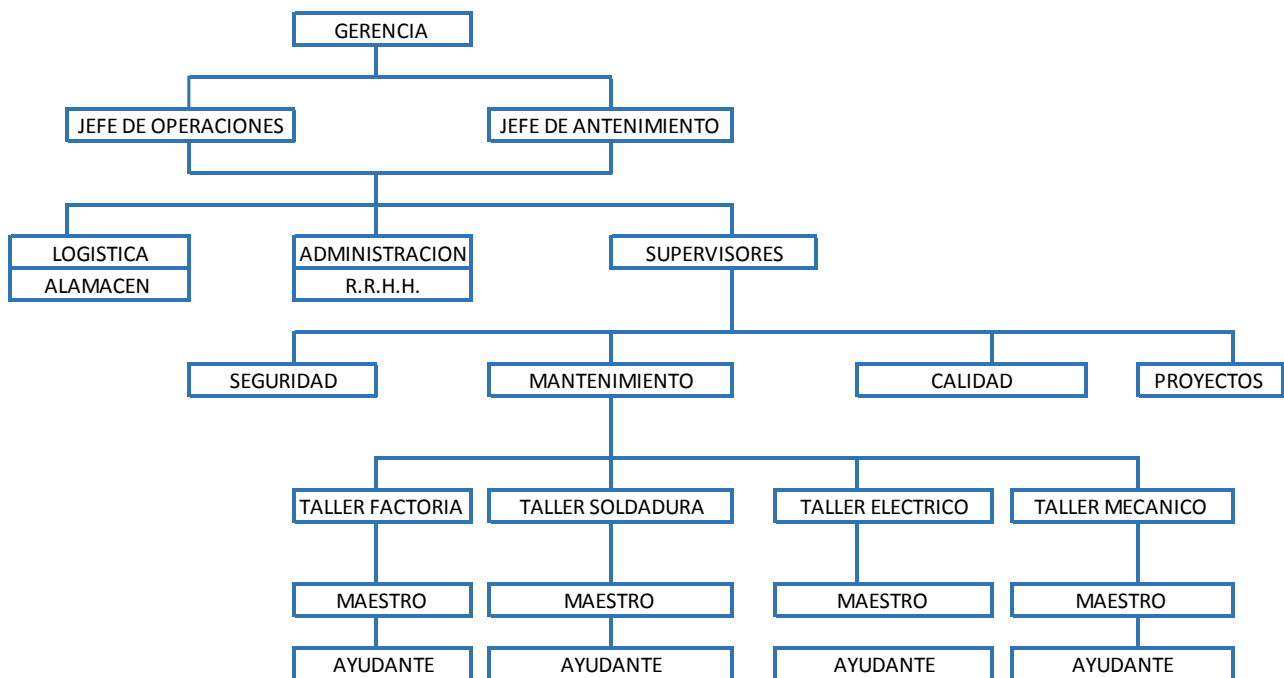 GERENCIA
JEFE DE OPERACIONES
JEFE DE ANTENIMIENTO
LOGISTICA
ADMINISTRACION
SUPERVISORES
ALAMACEN
R.R.H.H.
SEGURIDAD
MANTENIMIENTO
CALIDAD
PROYECTOS
TALLER FACTORIA
TALLER SOLDADURA
TALLER ELECTRICO
TALLER MECANICO
MAESTRO
MAESTRO
MAESTRO
MAESTRO
AYUDANTE
AYUDANTE
AYUDANTE
AYUDANTE